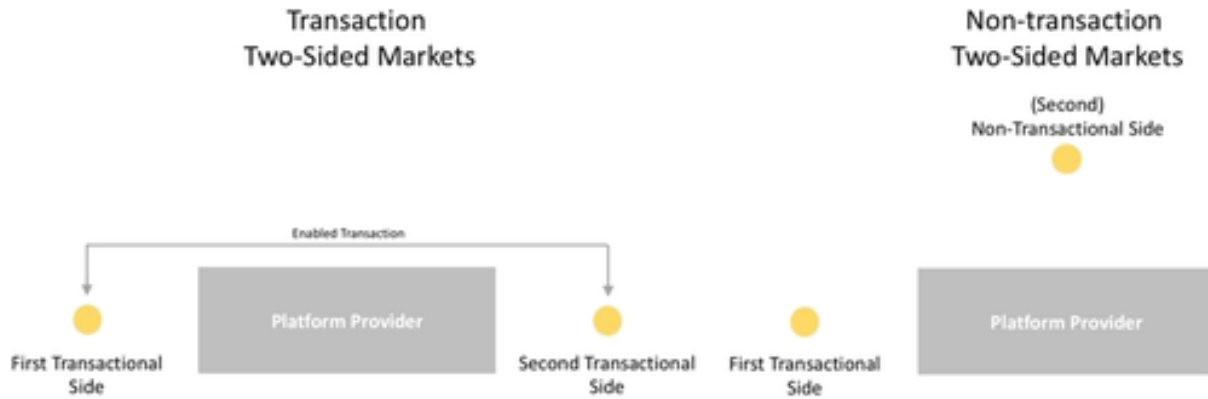 Transaction
Two-Sided Markets
Non-transaction
Two-Sided Markets
(Second)
Non-Transactional Side
Enabled Transaction
Platform Provider
Platform Provider
First Transactional
Side
Second Transactional
Side
First Transactional
Side